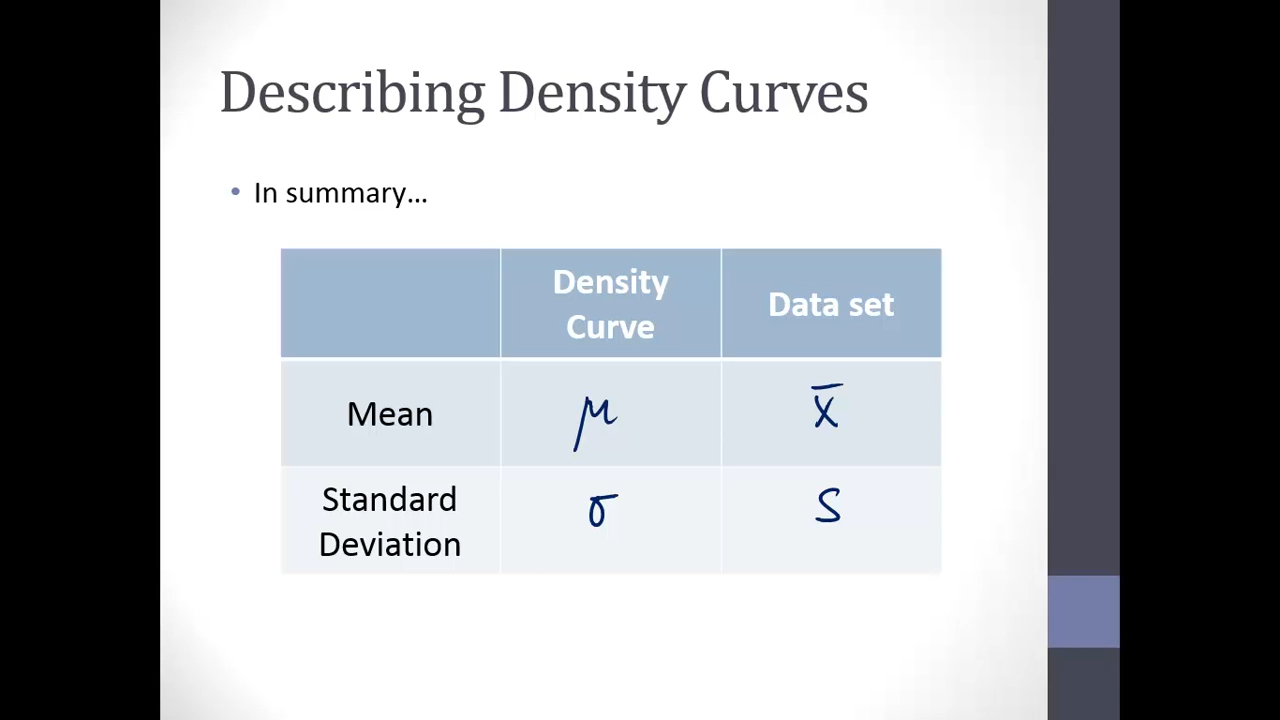 Describing Density Curves
• In summary...
Density
Curve
Data set
Mean
μ
x̄
Standard
Deviation
σ
S